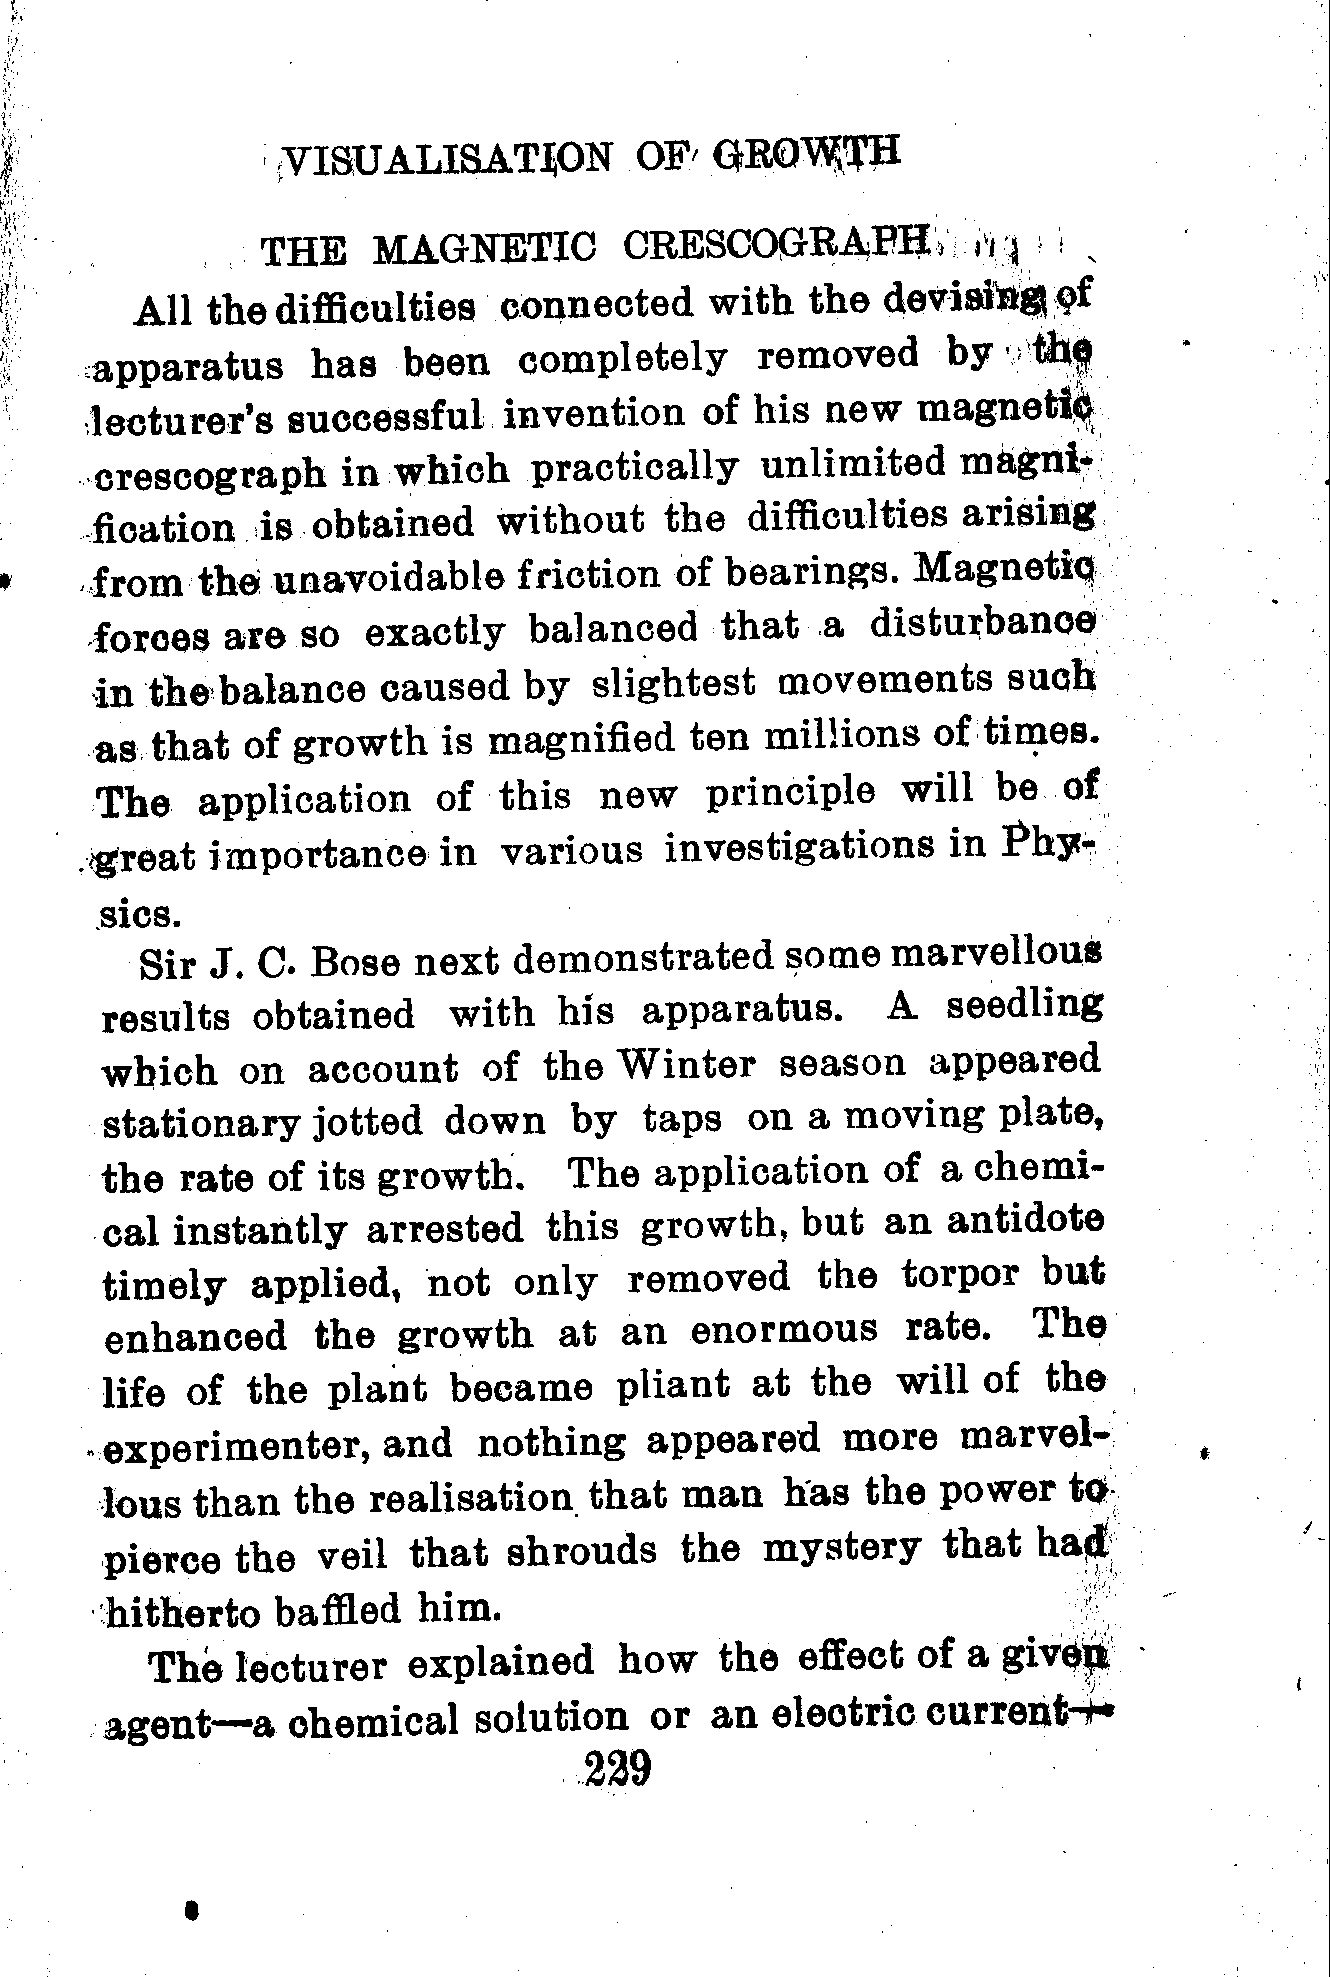 VISUALISATION OF GROWTH
THE MAGNETIC CRESCOGRAPH
All the difficulties connected with the devising of
apparatus has been completely removed by the
lecturer's successful invention of his new magnetic
crescograph in which practically unlimited magni-
fication is obtained without the difficulties arising
from the unavoidable friction of bearings. Magnetic
forces are so exactly balanced that a disturbance
in the balance caused by slightest movements such
as that of growth is magnified ten millions of times.
The application of this new principle will be of
great importance in various investigations in Phy-
sics.
Sir J. C. Bose next demonstrated some marvellous
results obtained with his apparatus. A seedling
which on account of the Winter season appeared
stationary jotted down by taps on a moving plate,
the rate of its growth. The application of a chemi-
cal instantly arrested this growth, but an antidote
timely applied, not only removed the torpor but
enhanced the growth at an enormous rate. The
life of the plant became pliant at the will of the
experimenter, and nothing appeared more marvel-
lous than the realisation that man has the power to
pierce the veil that shrouds the mystery that had
hitherto baffled him.
The lecturer explained how the effect of a given
agent—a chemical solution or an electric current—
229